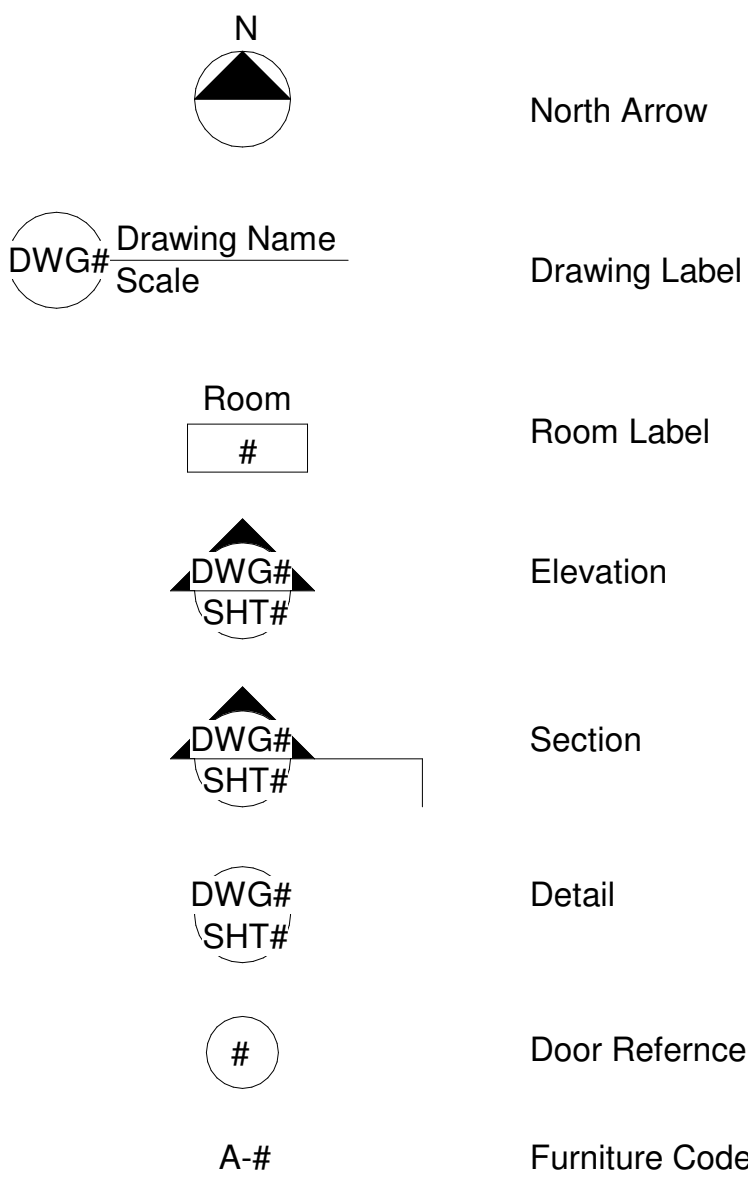 N
North Arrow
DWG# Drawing Name
Scale
Drawing Label
Room
#
Room Label
DWG#
SHT#
Elevation
DWG#
SHT#
Section
DWG#
SHT#
Detail
#
Door Refernce
A-#
Furniture Code